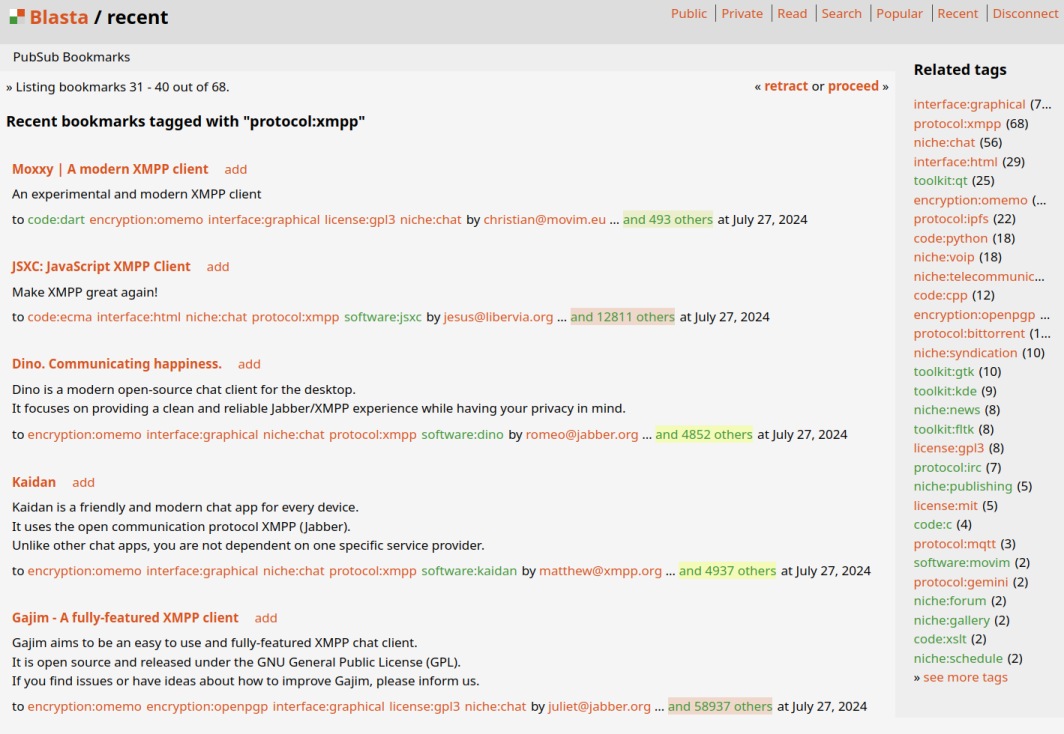 Blasta / recent
Public | Private | Read | Search | Popular | Recent | Disconnect
PubSub Bookmarks
» Listing bookmarks 31 - 40 out of 68.
« retract or proceed »
Recent bookmarks tagged with "protocol:xmpp"
Moxxy | A modern XMPP client add
An experimental and modern XMPP client
to code:dart encryption:omemo interface:graphical license:gpl3 niche:chat by christian@movim.eu ... and 493 others at July 27, 2024
JSXC: JavaScript XMPP Client add
Make XMPP great again!
to code:ecma interface:html niche:chat protocol:xmpp software:jsxc by jesus@libervia.org ... and 12811 others at July 27, 2024
Dino. Communicating happiness. add
Dino is a modern open-source chat client for the desktop.
It focuses on providing a clean and reliable Jabber/XMPP experience while having your privacy in mind.
to encryption:omemo interface:graphical niche:chat protocol:xmpp software:dino by romeo@jabber.org ... and 4852 others at July 27, 2024
Kaidan add
Kaidan is a friendly and modern chat app for every device.
It uses the open communication protocol XMPP (Jabber).
Unlike other chat apps, you are not dependent on one specific service provider.
to encryption:omemo interface:graphical niche:chat protocol:xmpp software:kaidan by matthew@xmpp.org ... and 4937 others at July 27, 2024
Gajim - A fully-featured XMPP client add
Gajim aims to be an easy to use and fully-featured XMPP chat client.
It is open source and released under the GNU General Public License (GPL).
If you find issues or have ideas about how to improve Gajim, please inform us.
to encryption:omemo encryption:openpgp interface:graphical license:gpl3 niche:chat by juliet@jabber.org ... and 58937 others at July 27, 2024
Related tags
interface:graphical (7...
protocol:xmpp (68)
niche:chat (56)
interface:html (29)
toolkit:qt (25)
encryption:omemo (...
protocol:ipfs (22)
code:python (18)
niche:voip (18)
niche:telecommunic...
code:cpp (12)
encryption:openpgp ...
protocol:bittorrent (1...
niche:syndication (10)
toolkit:gtk (10)
toolkit:kde (9)
niche:news (8)
toolkit:fltk (8)
license:gpl3 (8)
protocol:irc (7)
niche:publishing (5)
license:mit (5)
code:c (4)
protocol:mqtt (3)
software:movim (2)
protocol:gemini (2)
niche:forum (2)
niche:gallery (2)
code:xslt (2)
niche:schedule (2)
» see more tags